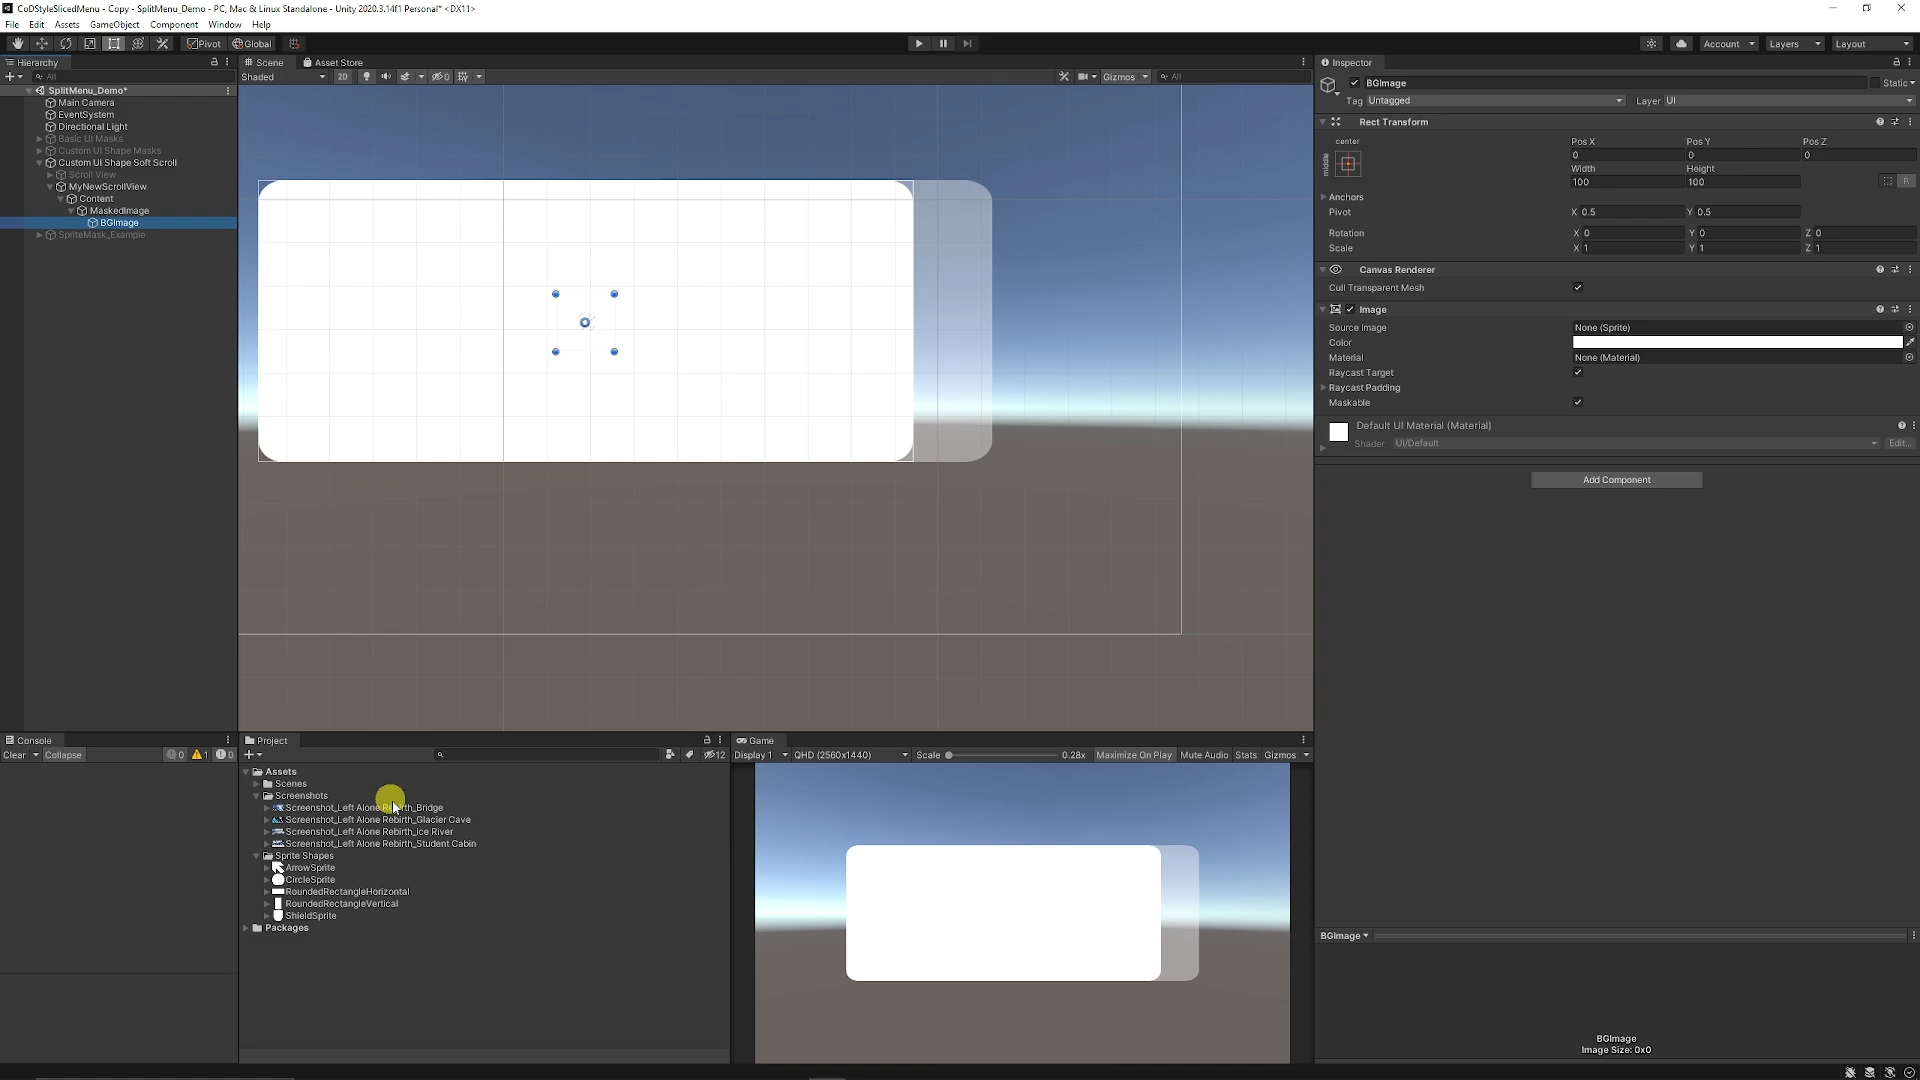 CoDStyleSlicedMenu - Copy - SplitMenu_Demo - PC, Mac & Linux Standalone - Unity 2020.3.14f1 Personal* <DX11>
File Edit Assets GameObject Component Window Help
Pivot Global Account Layers Layout
Hierarchy
All
SplitMenu_Demo*
Main Camera
EventSystem
Directional Light
Basic UI Masks
Custom UI Shape Masks
Custom UI Shape Soft Scroll
Scroll View
MyNewScrollView
Content
MaskedImage
BGImage
SpriteMask_Example
Scene Asset Store
Shaded 2D 0 Gizmos All
Inspector
BGImage Static
Tag Untagged Layer UI
Rect Transform
center
middle
Pos X Pos Y Pos Z
0 0 0
Width Height
100 100 R
Anchors
Pivot X 0.5 Y 0.5
Rotation X 0 Y 0 Z 0
Scale X 1 Y 1 Z 1
Canvas Renderer
Cull Transparent Mesh
Image
Source Image None (Sprite)
Color
Material None (Material)
Raycast Target
Raycast Padding
Maskable
Default UI Material (Material)
Shader UI/Default Edit...
Add Component
Console
Clear Collapse 0 1 0
Project
12
Assets
Scenes
Screenshots
Screenshot_Left Alone Rebirth_Bridge
Screenshot_Left Alone Rebirth_Glacier Cave
Screenshot_Left Alone Rebirth_Ice River
Screenshot_Left Alone Rebirth_Student Cabin
Sprite Shapes
ArrowSprite
CircleSprite
RoundedRectangleHorizontal
RoundedRectangleVertical
ShieldSprite
Packages
Game
Display 1 QHD (2560x1440) Scale 0.28x Maximize On Play Mute Audio Stats Gizmos
BGImage
BGImage
Image Size: 0x0